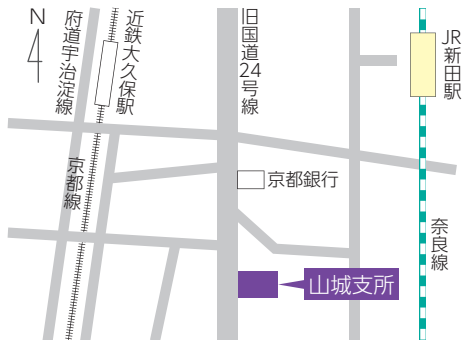 N
府道宇治淀線
近鉄大久保駅
旧国道24号線
JR新田駅
京都線
京都銀行
奈良線
山城支所